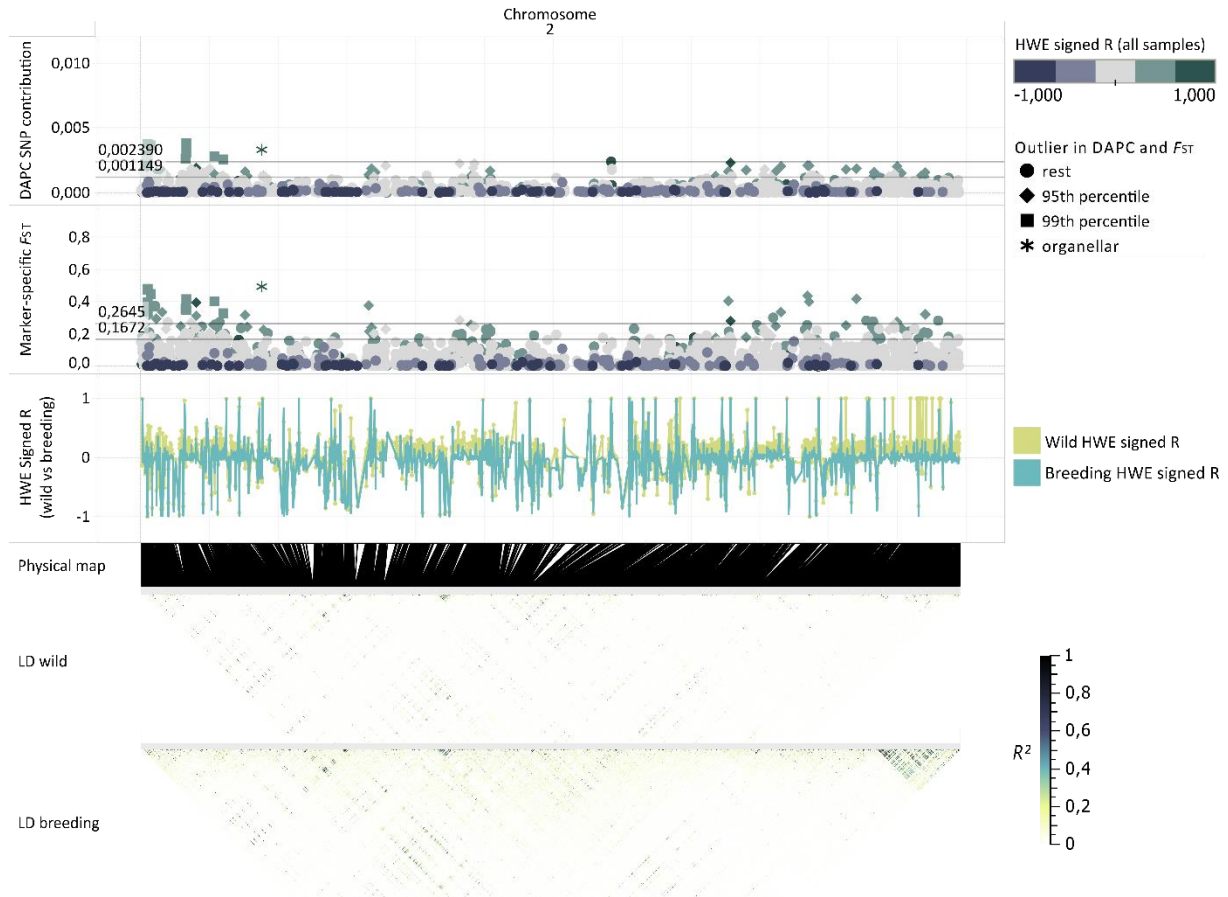 Chromosome
2
DAPC SNP contribution
0,010
0,005
0,002390
0,001149
0,000
Marker-specific FST
0,8
0,6
0,4
0,2645
0,1672
0,2
0,0
HWE Signed R
(wild vs breeding)
1
0
-1
Physical map
LD wild
LD breeding
HWE signed R (all samples)
-1,000 1,000
Outlier in DAPC and FST
rest
95th percentile
99th percentile
organellar
Wild HWE signed R
Breeding HWE signed R
R²
1
0,8
0,6
0,4
0,2
0